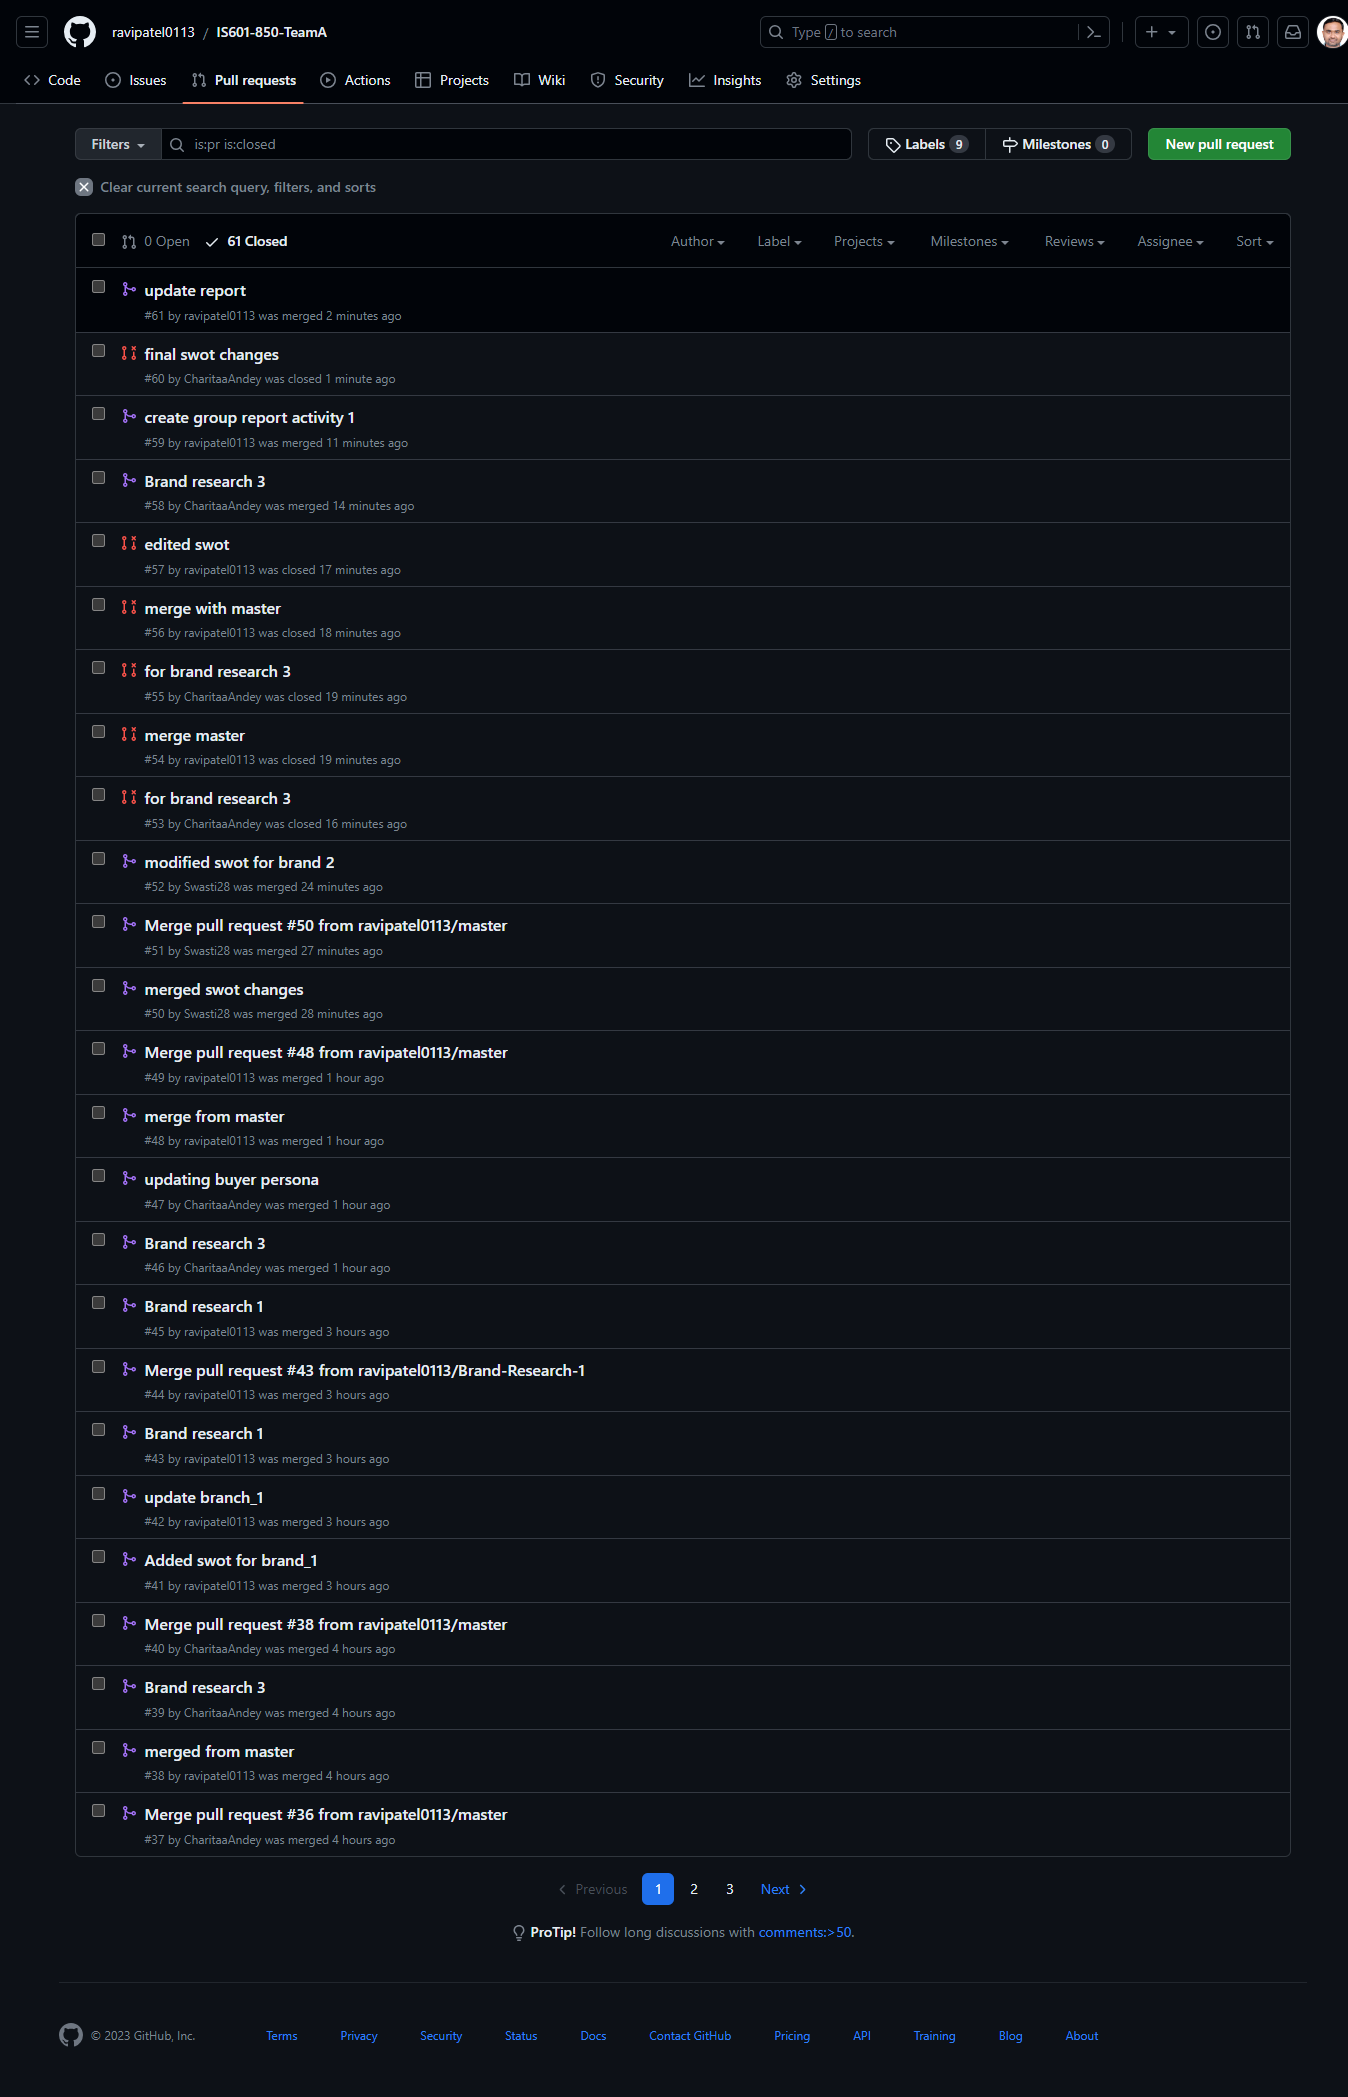 ravipatel0113 / IS601-850-TeamA
Type / to search
Code Issues Pull requests Actions Projects Wiki Security Insights Settings
Filters is:pr is:closed Labels 9 Milestones 0 New pull request
Clear current search query, filters, and sorts
0 Open 61 Closed Author Label Projects Milestones Reviews Assignee Sort
update report
#61 by ravipatel0113 was merged 2 minutes ago
final swot changes
#60 by CharitaaAndey was closed 1 minute ago
create group report activity 1
#59 by ravipatel0113 was merged 11 minutes ago
Brand research 3
#58 by CharitaaAndey was merged 14 minutes ago
edited swot
#57 by ravipatel0113 was closed 17 minutes ago
merge with master
#56 by ravipatel0113 was closed 18 minutes ago
for brand research 3
#55 by CharitaaAndey was closed 19 minutes ago
merge master
#54 by ravipatel0113 was closed 19 minutes ago
for brand research 3
#53 by CharitaaAndey was closed 16 minutes ago
modified swot for brand 2
#52 by Swasti28 was merged 24 minutes ago
Merge pull request #50 from ravipatel0113/master
#51 by Swasti28 was merged 27 minutes ago
merged swot changes
#50 by Swasti28 was merged 28 minutes ago
Merge pull request #48 from ravipatel0113/master
#49 by ravipatel0113 was merged 1 hour ago
merge from master
#48 by ravipatel0113 was merged 1 hour ago
updating buyer persona
#47 by CharitaaAndey was merged 1 hour ago
Brand research 3
#46 by CharitaaAndey was merged 1 hour ago
Brand research 1
#45 by ravipatel0113 was merged 3 hours ago
Merge pull request #43 from ravipatel0113/Brand-Research-1
#44 by ravipatel0113 was merged 3 hours ago
Brand research 1
#43 by ravipatel0113 was merged 3 hours ago
update branch_1
#42 by ravipatel0113 was merged 3 hours ago
Added swot for brand_1
#41 by ravipatel0113 was merged 3 hours ago
Merge pull request #38 from ravipatel0113/master
#40 by CharitaaAndey was merged 4 hours ago
Brand research 3
#39 by CharitaaAndey was merged 4 hours ago
merged from master
#38 by ravipatel0113 was merged 4 hours ago
Merge pull request #36 from ravipatel0113/master
#37 by CharitaaAndey was merged 4 hours ago
Previous 1 2 3 Next
ProTip! Follow long discussions with comments:>50.
© 2023 GitHub, Inc. Terms Privacy Security Status Docs Contact GitHub Pricing API Training Blog About